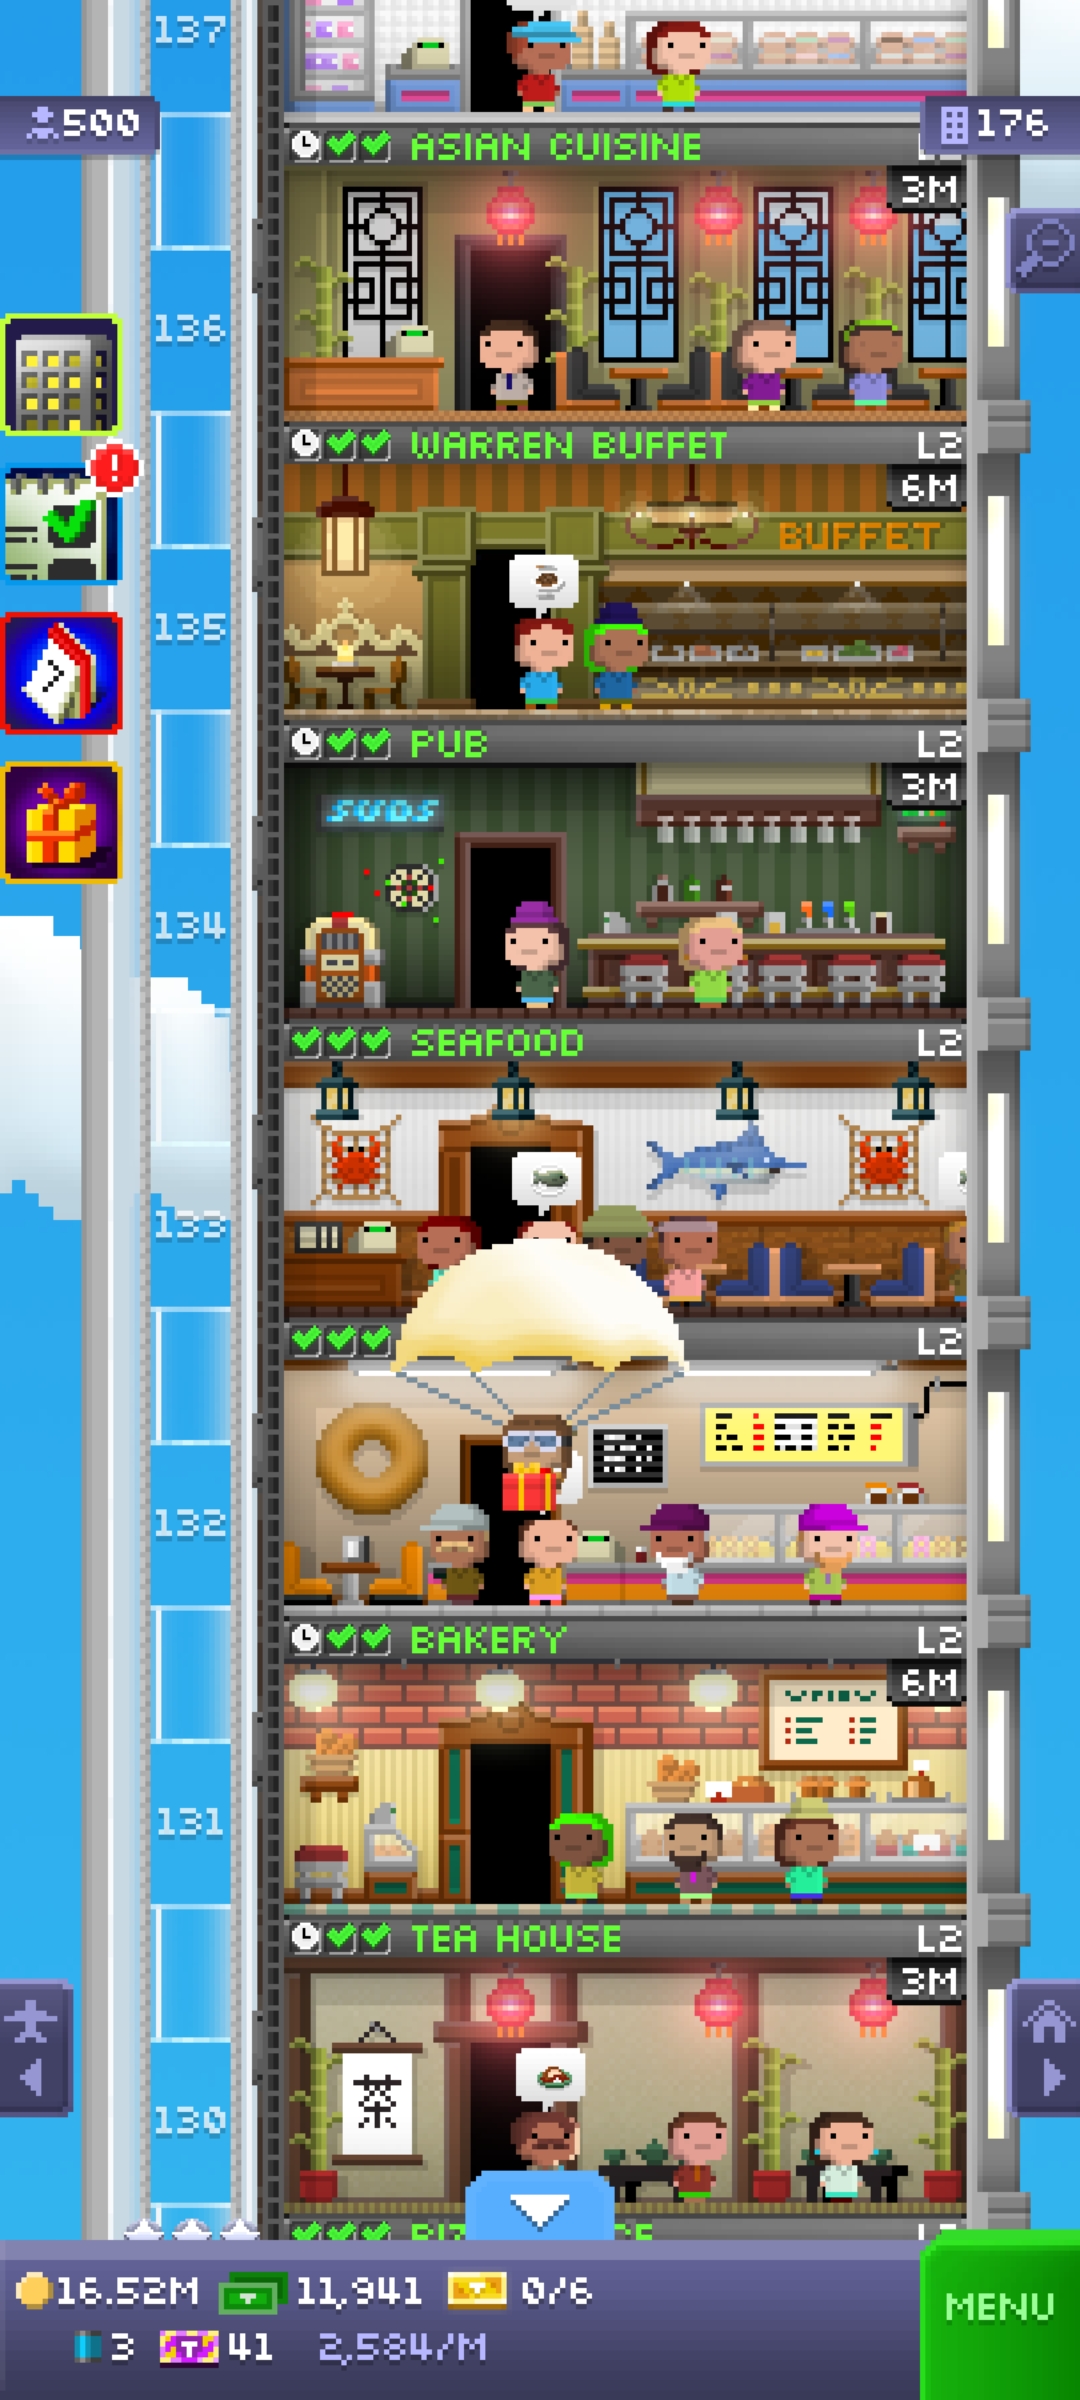 137
500
176
ASIAN CUISINE
3M
136
WARREN BUFFET
L2
6M
BUFFET
135
PUB
L2
3M
SUDS
134
SEAFOOD
L2
133
L2
132
BAKERY
L2
6M
131
TEA HOUSE
L2
3M
茶
130
16.52M
11,941
0/6
MENU
3
T
41
2,584/M